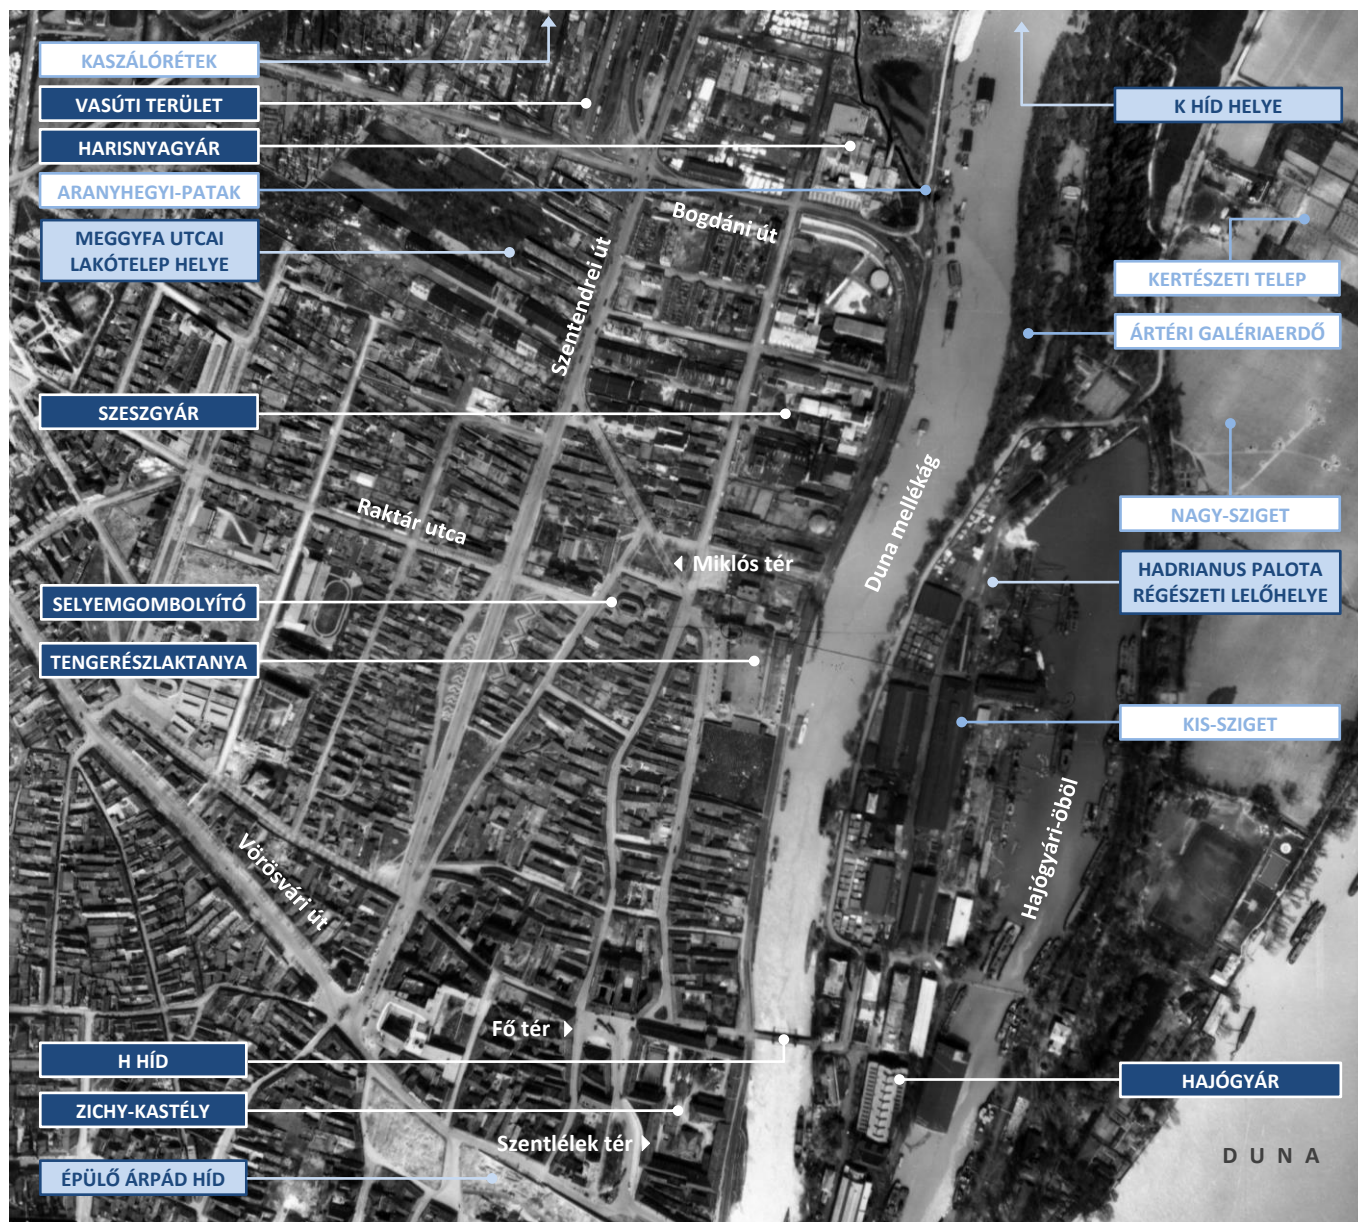 KASZÁLÓRÉTEK
VASÚTI TERÜLET
HARISNYAGYÁR
ARANYHEGYI-PATAK
MEGGYFA UTCAI
LAKÓTELEP HELYE
SZESZGYÁR
SELYEMGOMBOLYÍTÓ
TENGERÉSZLAKTANYA
H HÍD
ZICHY-KASTÉLY
ÉPÜLŐ ÁRPÁD HÍD
Bogdáni út
Szentendrei út
Raktár utca
Miklós tér
Duna mellékág
Vörösvári út
Hajógyári-öböl
Fő tér
Szentlélek tér
K HÍD HELYE
KERTÉSZETI TELEP
ÁRTÉRI GALÉRIAERDŐ
NAGY-SZIGET
HADRIANUS PALOTA
RÉGÉSZETI LELŐHELYE
KIS-SZIGET
HAJÓGYÁR
DUNA